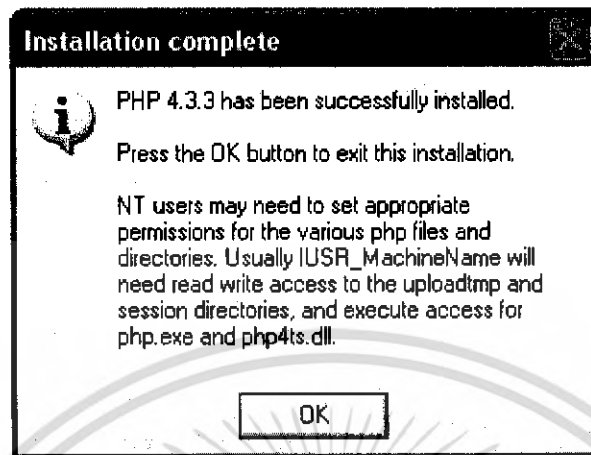 Installation complete
PHP 4.3.3 has been successfully installed.
Press the OK button to exit this installation.
NT users may need to set appropriate
permissions for the various php files and
directories. Usually IUSR_MachineName will
need read write access to the uploadtmp and
session directories, and execute access for
php.exe and php4ts.dll.
OK